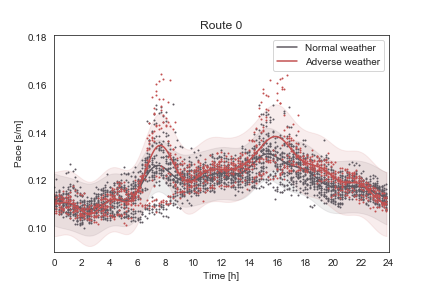 Route 0
Normal weather
Adverse weather
0.18
0.16
0.14
0.12
0.10
Pace [s/m]
0 2 4 6 8 10 12 14 16 18 20 22 24
Time [h]